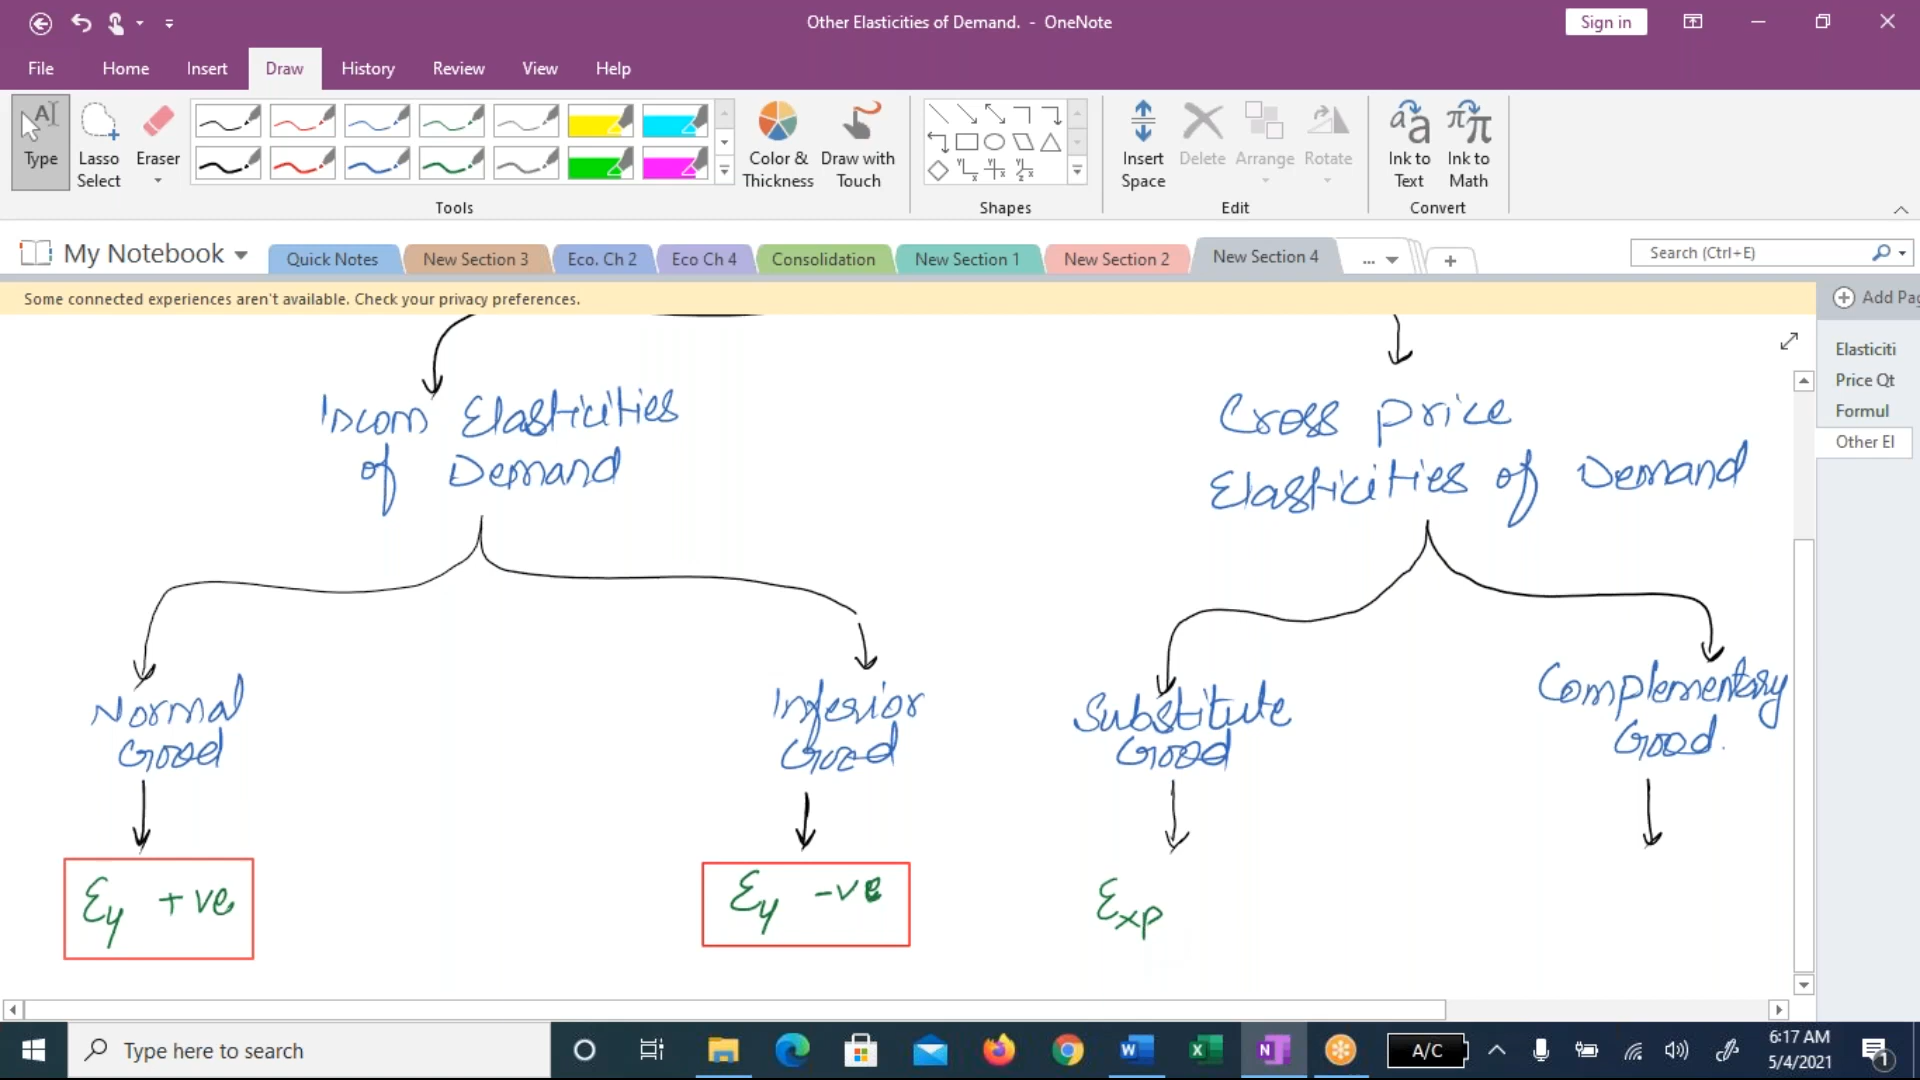 Other Elasticities of Demand. - OneNote
Sign in
File Home Insert Draw History Review View Help
Type
Lasso Select
Eraser
Color & Thickness
Draw with Touch
Insert Space
Delete
Arrange
Rotate
Ink to Text
Ink to Math
Tools
Shapes
Edit
Convert
My Notebook
Quick Notes
New Section 3
Eco. Ch 2
Eco Ch 4
Consolidation
New Section 1
New Section 2
New Section 4
...
Search (Ctrl+E)
Some connected experiences aren't available. Check your privacy preferences.
Add Pag
Elasticiti
Price Qt
Formul
Other El
Incom Elasticities
of Demand
Cross Price
Elasticities of Demand
Normal
Good
Inferior
Good
Substitute
Good
Complementary
Good.
Ey +ve
Ey -ve
Exp
Type here to search
A/C
6:17 AM
5/4/2021
1